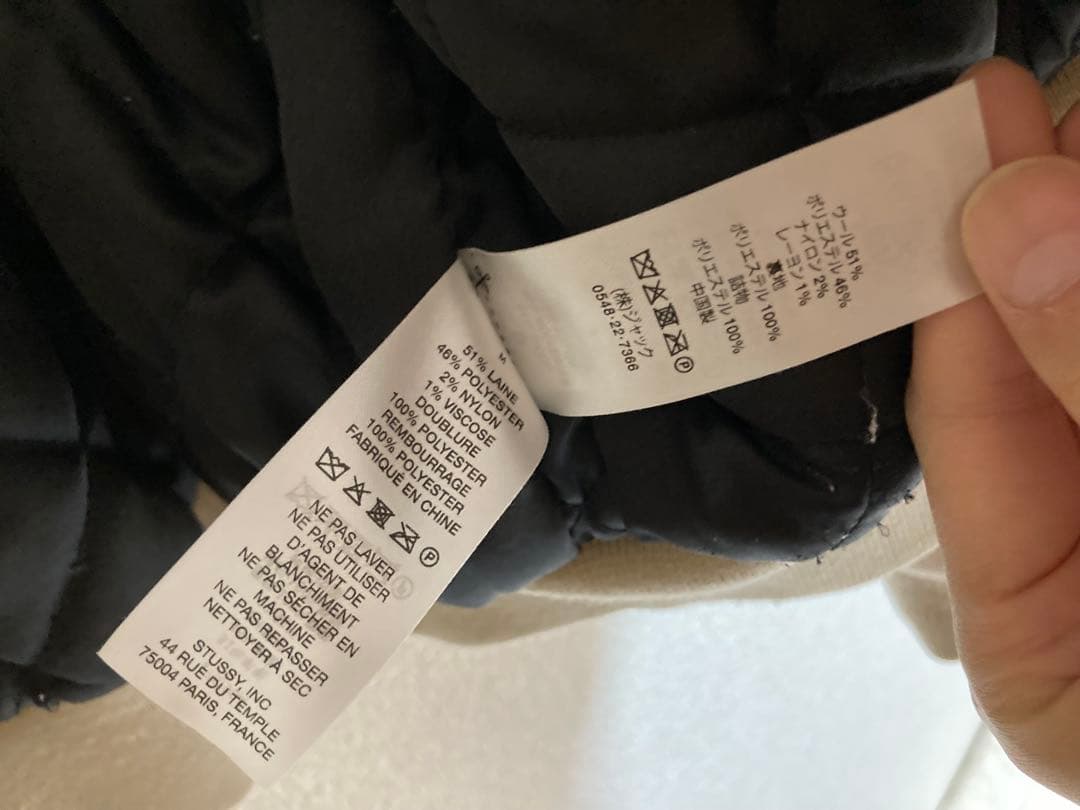 M
51% LAINE
46% POLYESTER
2% NYLON
1% VISCOSE
DOUBLURE
100% POLYESTER
REMBOURRAGE
100% POLYESTER
FABRIQUÉ EN CHINE
P
NE PAS LAVER
NE PAS UTILISER
D'AGENT DE
BLANCHIMENT
NE PAS SÉCHER EN
MACHINE
NE PAS REPASSER
NETTOYER À SEC
STUSSY, INC
44 RUE DU TEMPLE
75004 PARIS, FRANCE
ウール51%
ポリエステル46%
ナイロン2%
レーヨン1%
裏地
ポリエステル100%
詰物
ポリエステル100%
中国製
P
(株)ジャック
0548-22-7366